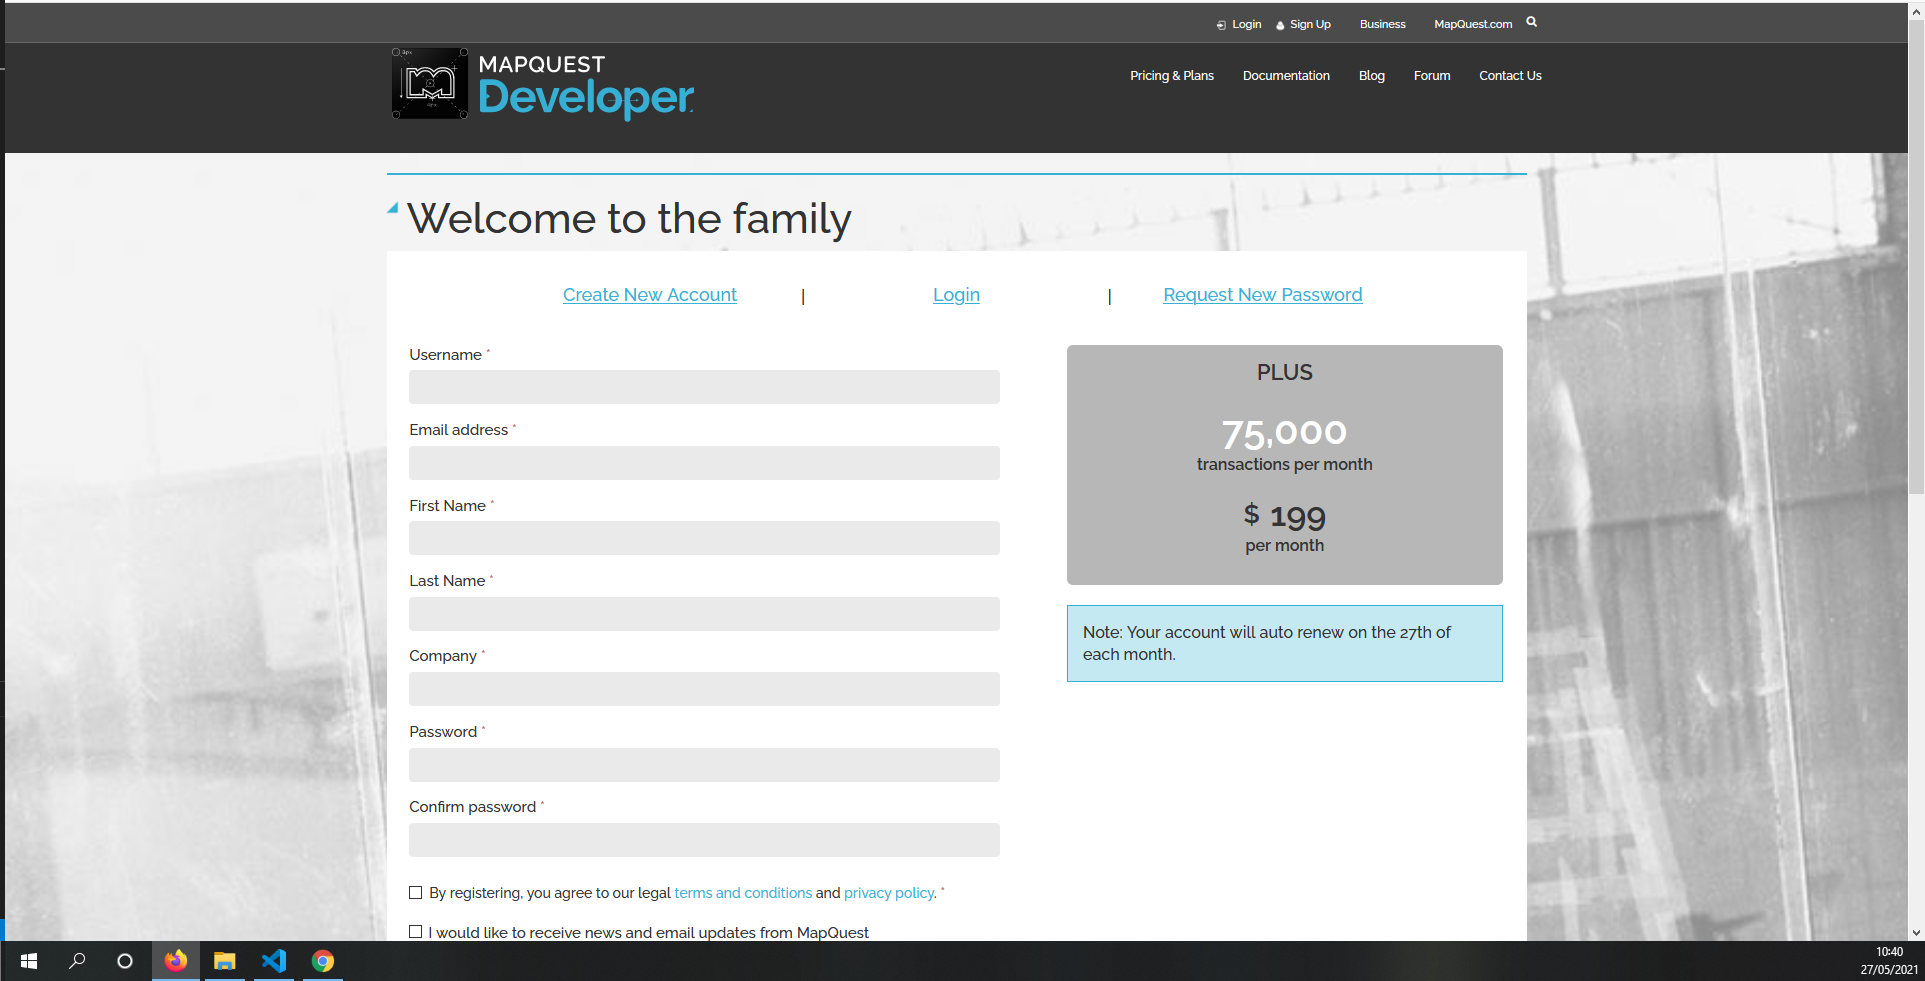 Login Sign Up Business MapQuest.com
8px
MAPQUEST
Developer
Pricing & Plans Documentation Blog Forum Contact Us
Welcome to the family
Create New Account | Login | Request New Password
Username *
Email address *
First Name *
Last Name *
Company *
Password *
Confirm password *
By registering, you agree to our legal terms and conditions and privacy policy. *
I would like to receive news and email updates from MapQuest
PLUS
75,000
transactions per month
$ 199
per month
Note: Your account will auto renew on the 27th of
each month.
10:40
27/05/2021